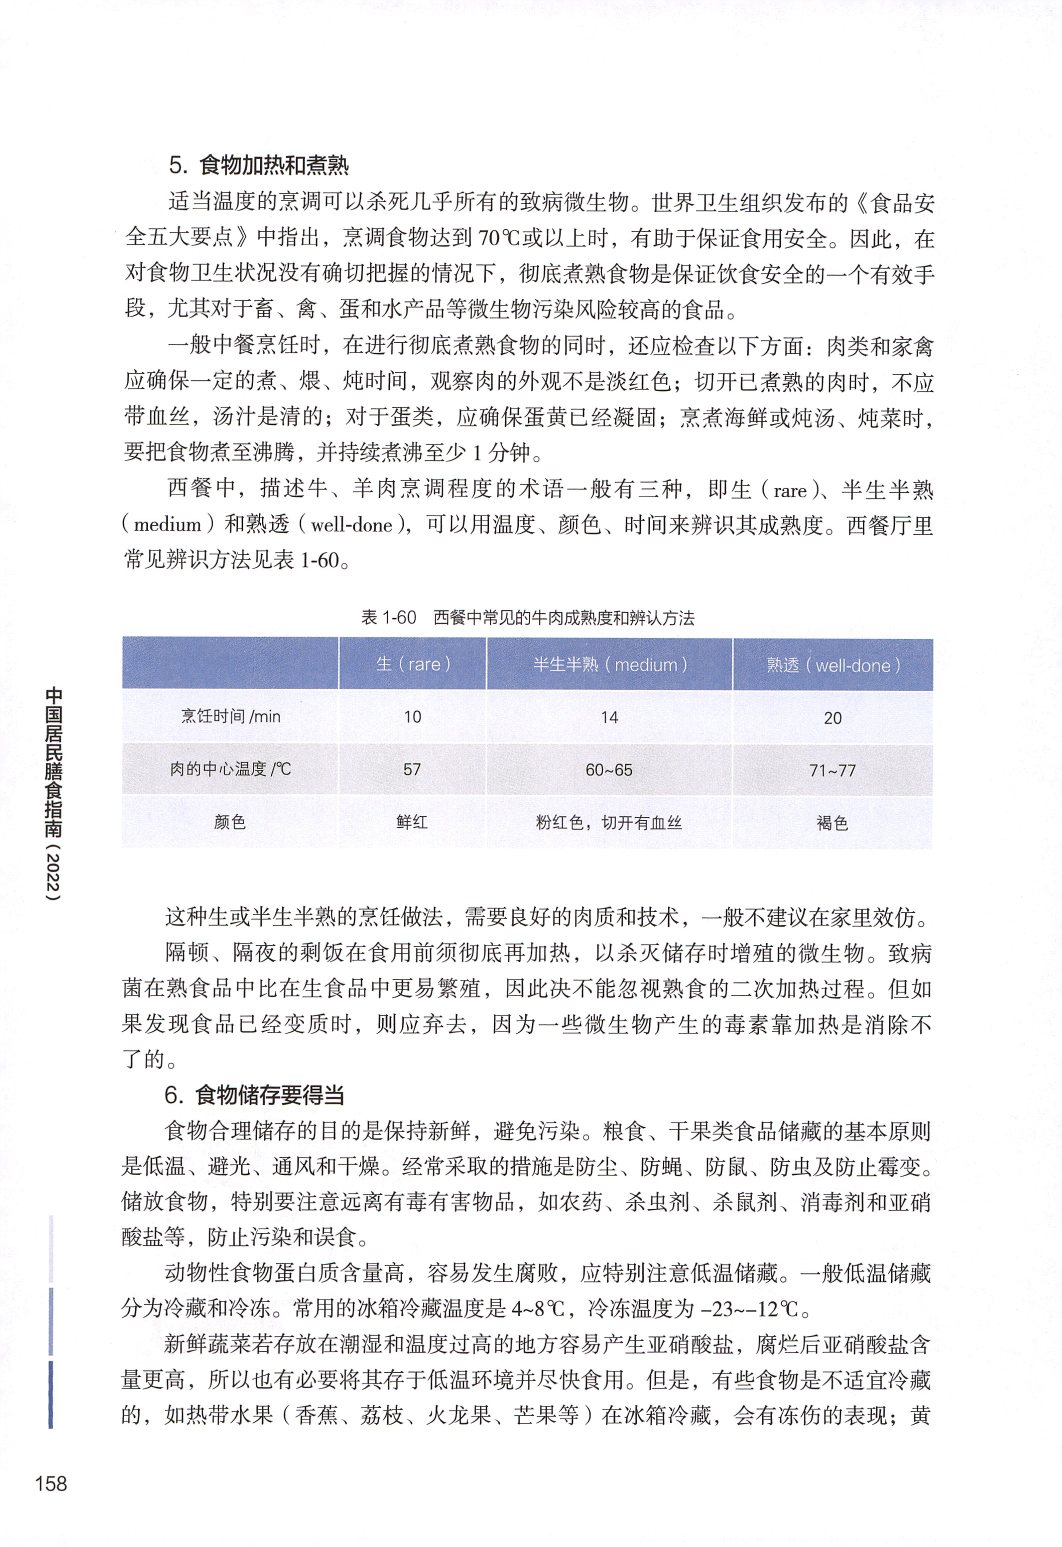 5. 食物加热和煮熟
适当温度的烹调可以杀死几乎所有的致病微生物。世界卫生组织发布的《食品安
全五大要点》中指出，烹调食物达到 70℃或以上时，有助于保证食用安全。因此，在
对食物卫生状况没有确切把握的情况下，彻底煮熟食物是保证饮食安全的一个有效手
段，尤其对于畜、禽、蛋和水产品等微生物污染风险较高的食品。
一般中餐烹饪时，在进行彻底煮熟食物的同时，还应检查以下方面：肉类和家禽
应确保一定的煮、煨、炖时间，观察肉的外观不是淡红色；切开已煮熟的肉时，不应
带血丝，汤汁是清的；对于蛋类，应确保蛋黄已经凝固；烹煮海鲜或炖汤、炖菜时，
要把食物煮至沸腾，并持续煮沸至少 1 分钟。
西餐中，描述牛、羊肉烹调程度的术语一般有三种，即生（rare）、半生半熟
（medium）和熟透（well-done），可以用温度、颜色、时间来辨识其成熟度。西餐厅里
常见辨识方法见表 1-60。
表 1-60 西餐中常见的牛肉成熟度和辨认方法
生（rare） 半生半熟（medium） 熟透（well-done）
烹饪时间 /min 10 14 20
肉的中心温度 /℃ 57 60~65 71~77
颜色 鲜红 粉红色，切开有血丝 褐色
这种生或半生半熟的烹饪做法，需要良好的肉质和技术，一般不建议在家里效仿。
隔顿、隔夜的剩饭在食用前须彻底再加热，以杀灭储存时增殖的微生物。致病
菌在熟食品中比在生食品中更易繁殖，因此决不能忽视熟食的二次加热过程。但如
果发现食品已经变质时，则应弃去，因为一些微生物产生的毒素靠加热是消除不
了的。
6. 食物储存要得当
食物合理储存的目的是保持新鲜，避免污染。粮食、干果类食品储藏的基本原则
是低温、避光、通风和干燥。经常采取的措施是防尘、防蝇、防鼠、防虫及防止霉变。
储放食物，特别要注意远离有毒有害物品，如农药、杀虫剂、杀鼠剂、消毒剂和亚硝
酸盐等，防止污染和误食。
动物性食物蛋白质含量高，容易发生腐败，应特别注意低温储藏。一般低温储藏
分为冷藏和冷冻。常用的冰箱冷藏温度是 4~8℃，冷冻温度为 -23~-12℃。
新鲜蔬菜若存放在潮湿和温度过高的地方容易产生亚硝酸盐，腐烂后亚硝酸盐含
量更高，所以也有必要将其存于低温环境并尽快食用。但是，有些食物是不适宜冷藏
的，如热带水果（香蕉、荔枝、火龙果、芒果等）在冰箱冷藏，会有冻伤的表现；黄
中国居民膳食指南（2022）
158